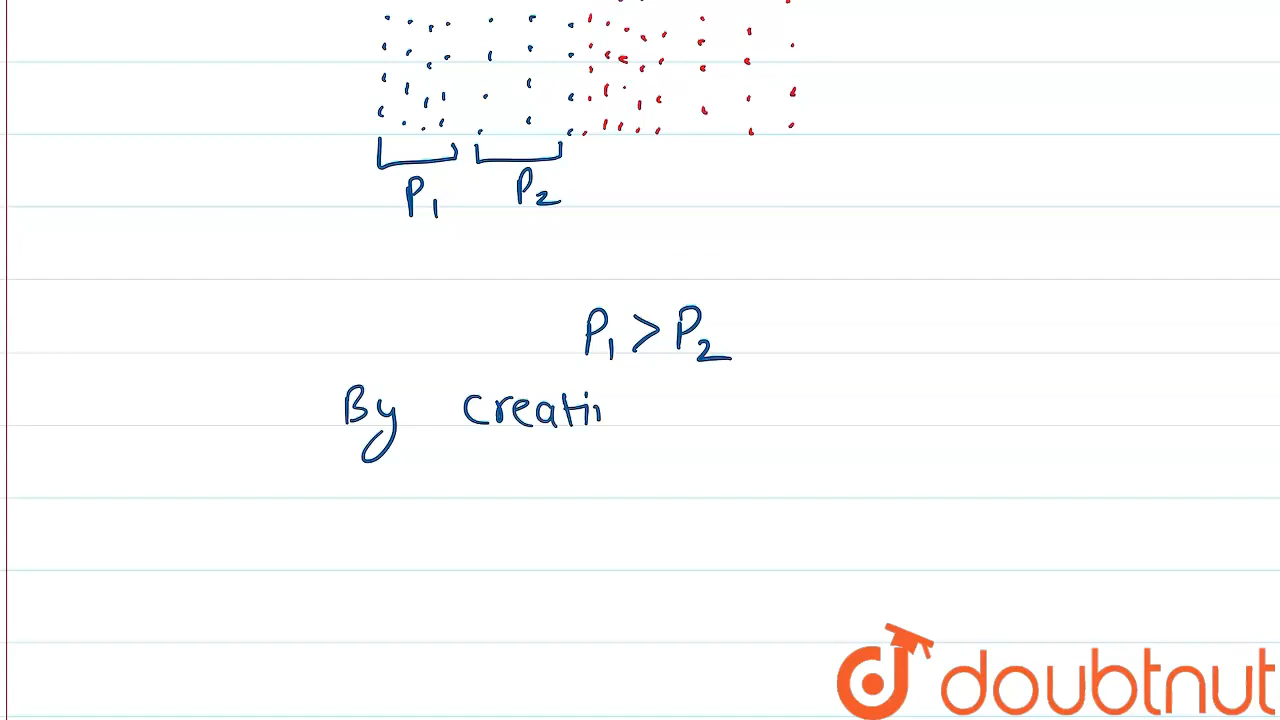 P₁ P₂
P₁ > P₂
By creati
doubtnut